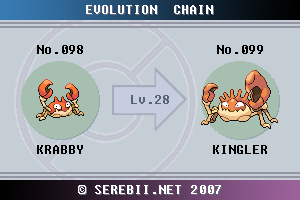 EVOLUTION CHAIN
No.098
No.099
Lv.28
KRABBY
KINGLER
© SEREBII.NET 2007